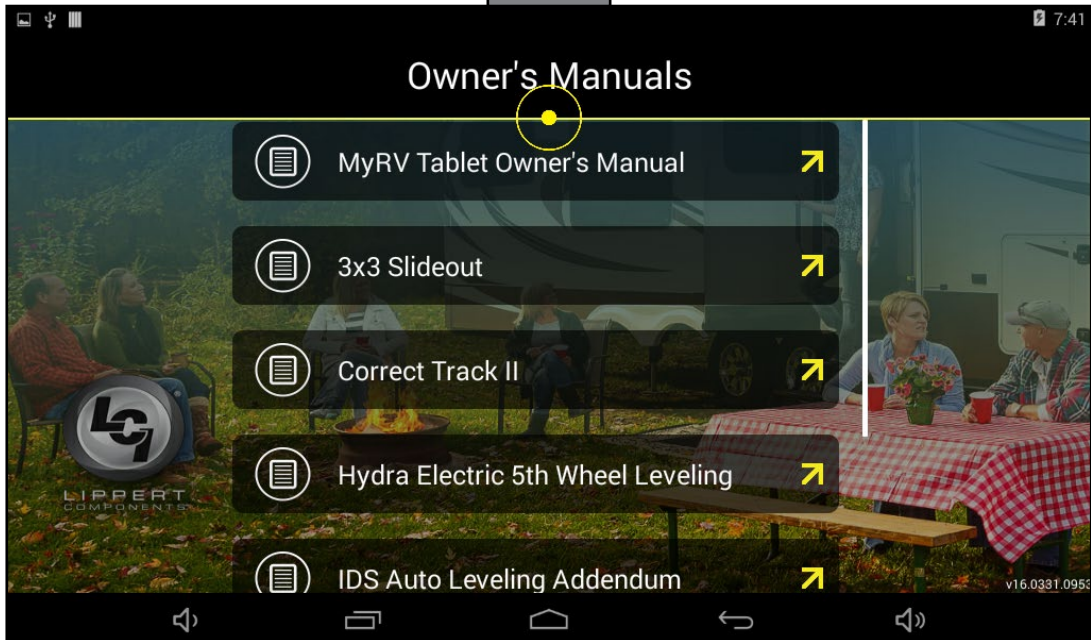 7:41
Owner's Manuals
MyRV Tablet Owner's Manual
3x3 Slideout
Correct Track II
Hydra Electric 5th Wheel Leveling
LCI
LIPPERT
COMPONENTS
IDS Auto Leveling Addendum
v16.0331.0953